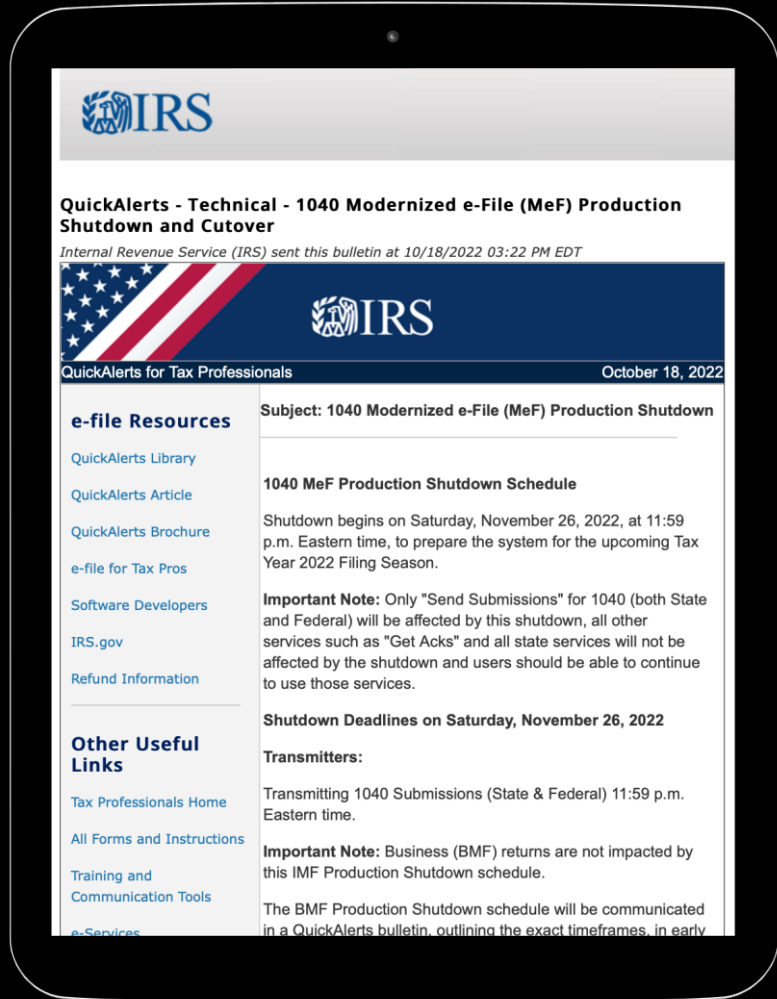 IRS
QuickAlerts - Technical - 1040 Modernized e-File (MeF) Production
Shutdown and Cutover
Internal Revenue Service (IRS) sent this bulletin at 10/18/2022 03:22 PM EDT
IRS
QuickAlerts for Tax Professionals
October 18, 2022
e-file Resources
QuickAlerts Library
QuickAlerts Article
QuickAlerts Brochure
e-file for Tax Pros
Software Developers
IRS.gov
Refund Information
Other Useful
Links
Tax Professionals Home
All Forms and Instructions
Training and
Communication Tools
e-Services
Subject: 1040 Modernized e-File (MeF) Production Shutdown
1040 MeF Production Shutdown Schedule
Shutdown begins on Saturday, November 26, 2022, at 11:59
p.m. Eastern time, to prepare the system for the upcoming Tax
Year 2022 Filing Season.
Important Note: Only "Send Submissions" for 1040 (both State
and Federal) will be affected by this shutdown, all other
services such as "Get Acks" and all state services will not be
affected by the shutdown and users should be able to continue
to use those services.
Shutdown Deadlines on Saturday, November 26, 2022
Transmitters:
Transmitting 1040 Submissions (State & Federal) 11:59 p.m.
Eastern time.
Important Note: Business (BMF) returns are not impacted by
this IMF Production Shutdown schedule.
The BMF Production Shutdown schedule will be communicated
in a QuickAlerts bulletin, outlining the exact timeframes, in early